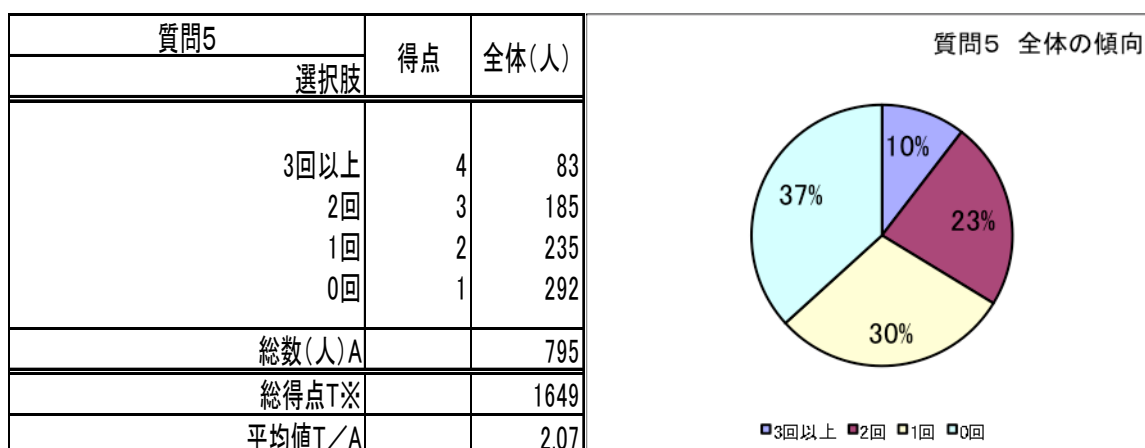 質問5 得点 全体(人)
選択肢
3回以上 4 83
2回 3 185
1回 2 235
0回 1 292
総数(人)A 795
総得点T※ 1649
平均値T／A 2.07
質問5 全体の傾向
10%
23%
30%
37%
3回以上 2回 1回 0回